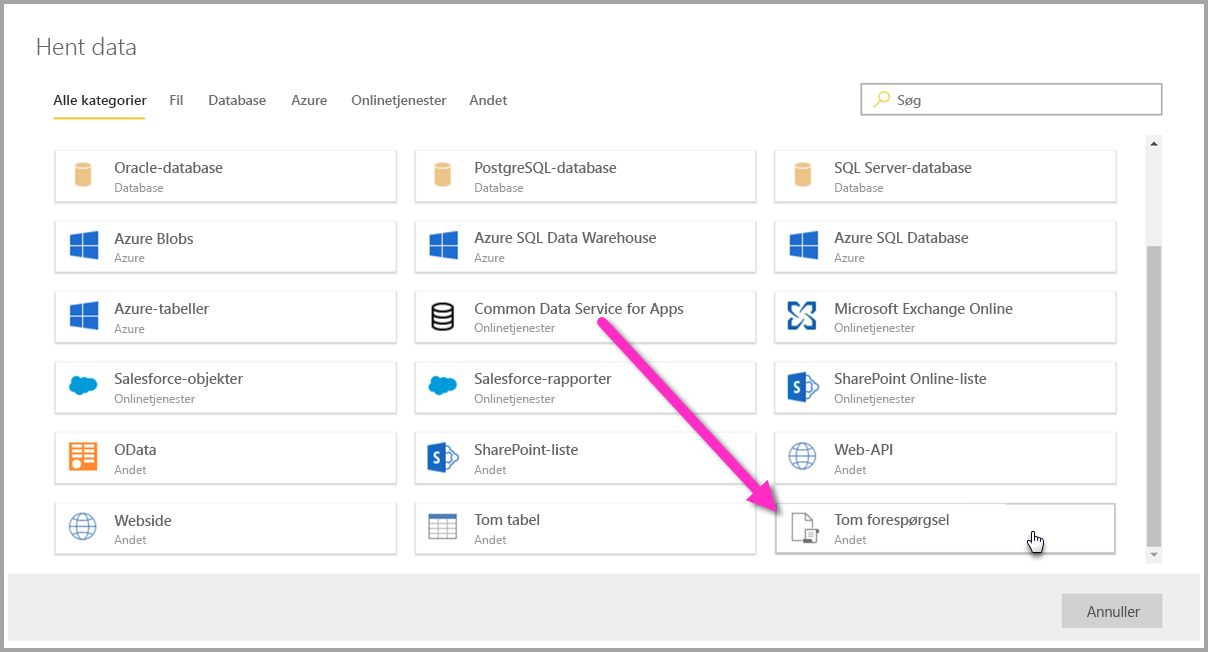 Hent data
Alle kategorier Fil Database Azure Onlinetjenester Andet
Søg
Oracle-database
Database
PostgreSQL-database
Database
SQL Server-database
Database
Azure Blobs
Azure
Azure SQL Data Warehouse
Azure
Azure SQL Database
Azure
Azure-tabeller
Azure
Common Data Service for Apps
Onlinetjenester
Microsoft Exchange Online
Onlinetjenester
Salesforce-objekter
Onlinetjenester
Salesforce-rapporter
Onlinetjenester
SharePoint Online-liste
Onlinetjenester
OData
Andet
SharePoint-liste
Andet
Web-API
Andet
Webside
Andet
Tom tabel
Andet
Tom forespørgsel
Andet
Annuller